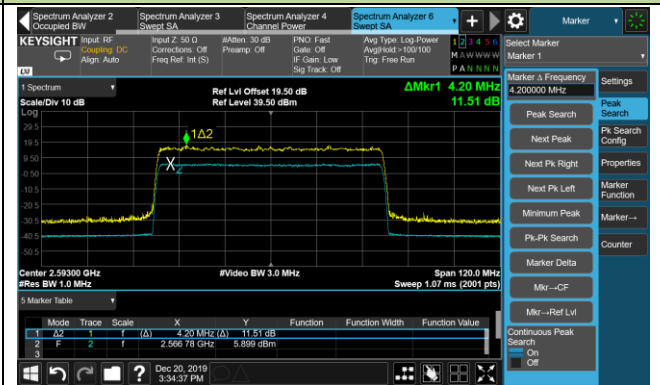 Spectrum Analyzer 2
Occupied BW
Spectrum Analyzer 3
Swept SA
Spectrum Analyzer 4
Channel Power
Spectrum Analyzer 6
Swept SA
Marker
KEYSIGHT
Input: RF
Coupling: DC
Align: Auto
Input Z: 50 Ω
Corrections: Off
Freq Ref: Int (S)
#Atten: 30 dB
Preamp: Off
PNO: Fast
Gate: Off
IF Gain: Low
Sig Track: Off
Avg Type: Log-Power
Avg|Hold:>100/100
Trig: Free Run
1 2 3 4 5 6
M A W W W W
P A N N N N
LM
Select Marker
Marker 1
1 Spectrum
Scale/Div 10 dB
Log
Ref Lvl Offset 19.50 dB
Ref Level 39.50 dBm
ΔMkr1 4.20 MHz
11.51 dB
29.5
19.5
9.50
-0.50
-10.5
-20.5
-30.5
-40.5
-50.5
1Δ2
X2
Center 2.59300 GHz
#Res BW 1.0 MHz
#Video BW 3.0 MHz
Span 120.0 MHz
Sweep 1.07 ms (2001 pts)
5 Marker Table
Mode Trace Scale X Y Function Function Width Function Value
1 Δ2 1 f (Δ) 4.20 MHz (Δ) 11.51 dB
2 F 2 f 2.566 78 GHz 5.899 dBm
3
Dec 20, 2019
3:34:37 PM
Marker Δ Frequency
4.200000 MHz
Peak Search
Next Peak
Next Pk Right
Next Pk Left
Minimum Peak
Pk-Pk Search
Marker Delta
Mkr→CF
Mkr→Ref Lvl
Continuous Peak
Search
On
Off
Settings
Peak
Search
Pk Search
Config
Properties
Marker
Function
Marker→
Counter